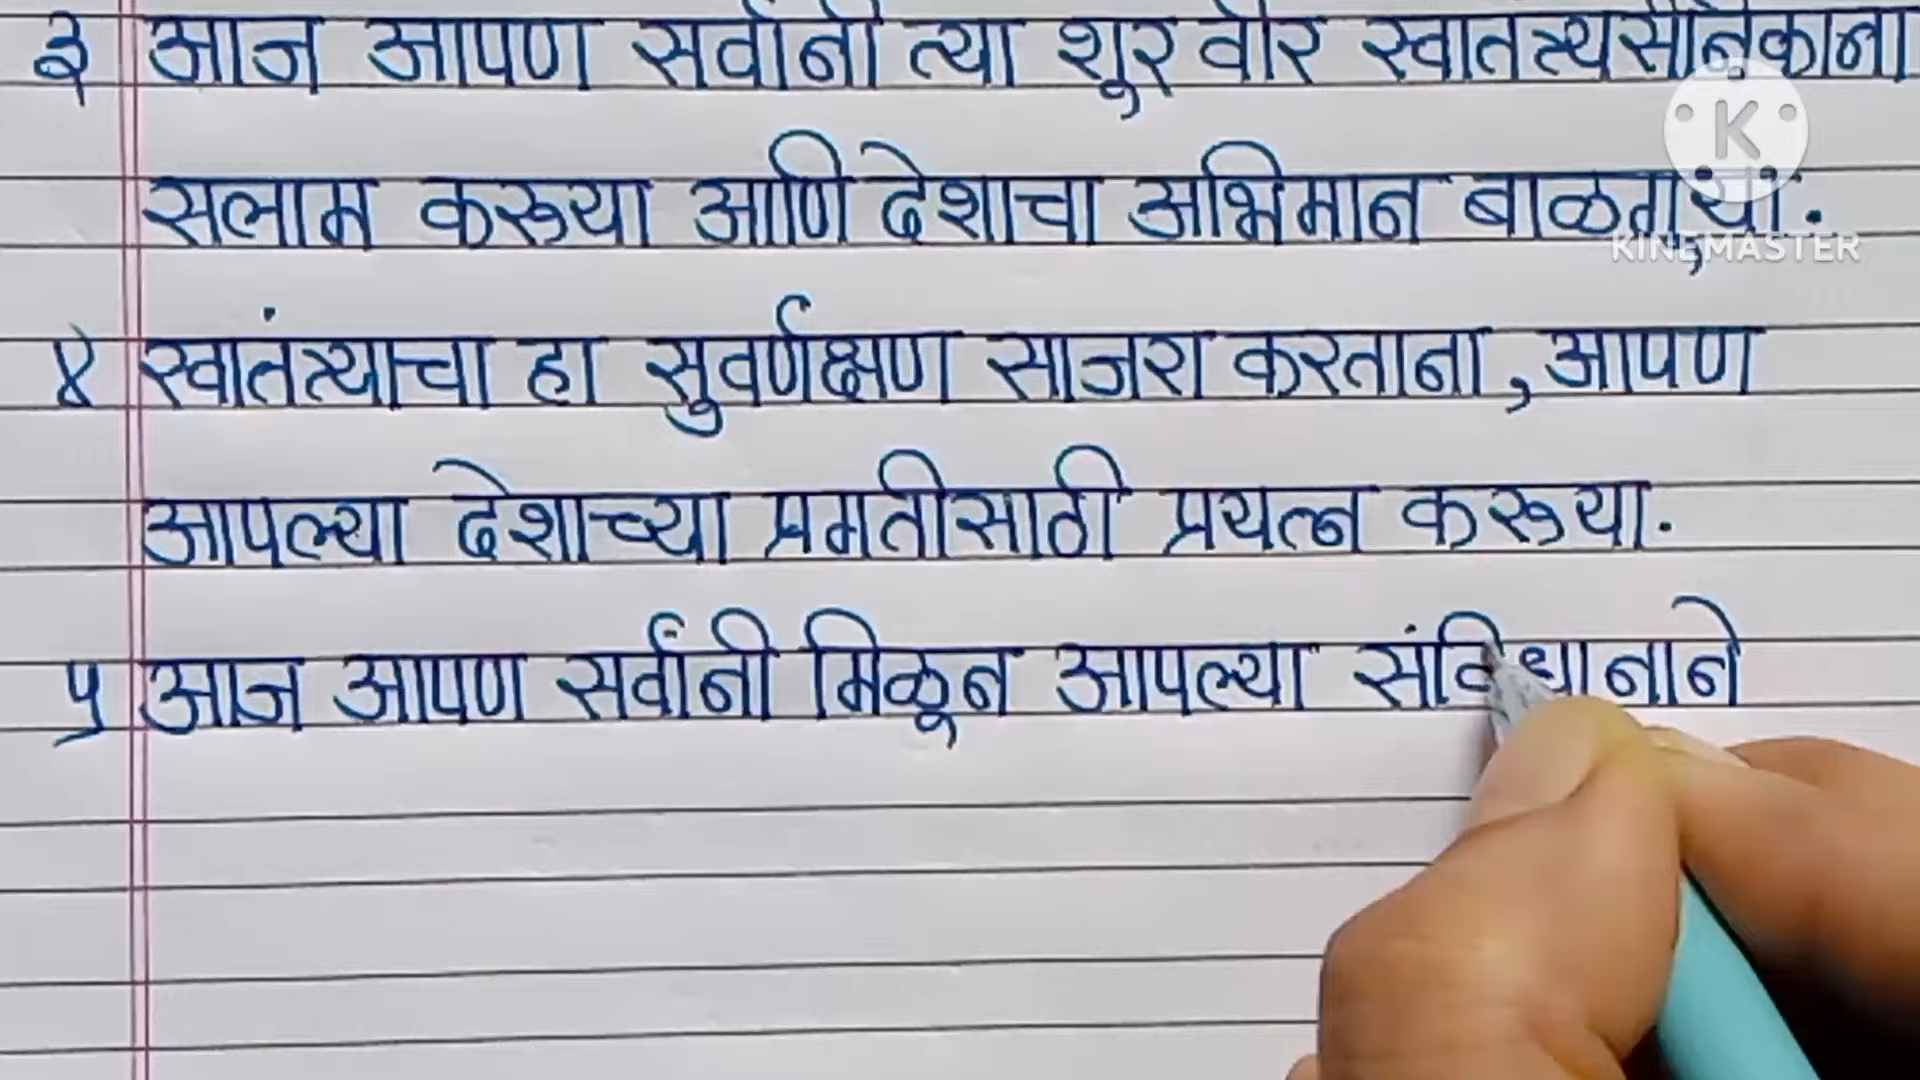 ३ आज आपण सर्वांनी त्या शूर वीर स्वातंत्र्यसैनिकांना
सलाम करूया आणि देशाचा अभिमान बाळगूया.
४ स्वातंत्र्याचा हा सुवर्णक्षण साजरा करताना, आपण
आपल्या देशाच्या प्रगतीसाठी प्रयत्न करूया.
५ आज आपण सर्वांनी मिळून आपल्या संविधानाने
K
KINEMASTER